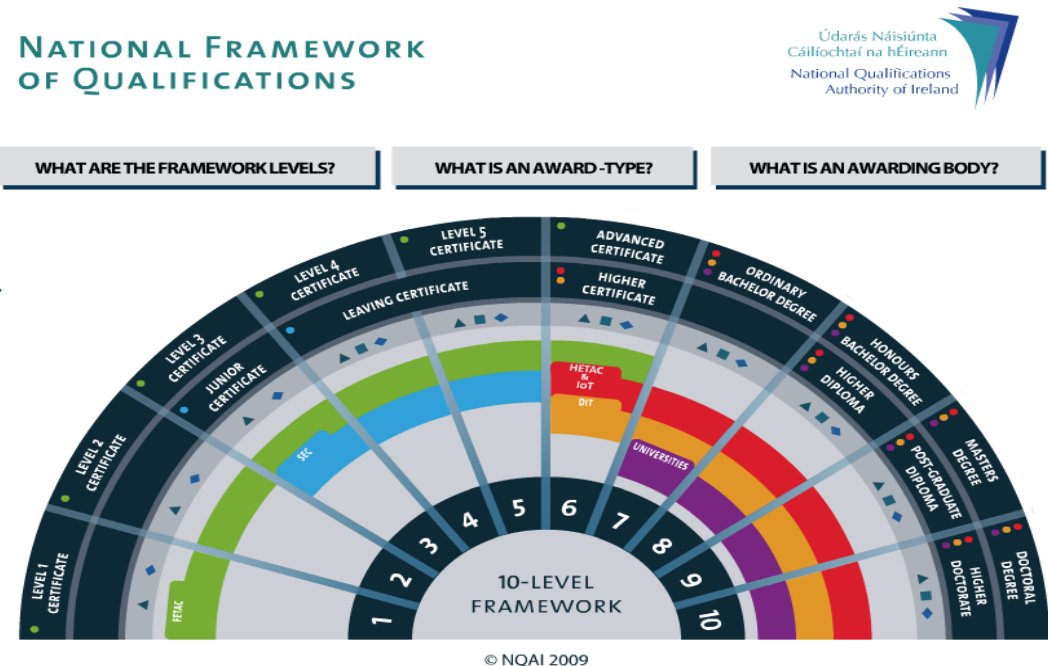 NATIONAL FRAMEWORK
OF QUALIFICATIONS
Údarás Náisiúnta
Cáilíochtaí na hÉireann
National Qualifications
Authority of Ireland
WHAT ARE THE FRAMEWORK LEVELS?
WHAT IS AN AWARD -TYPE?
WHAT IS AN AWARDING BODY?
LEVEL 1
CERTIFICATE
LEVEL 2
CERTIFICATE
LEVEL 3
CERTIFICATE
JUNIOR
CERTIFICATE
LEVEL 4
CERTIFICATE
LEVEL 5
CERTIFICATE
LEAVING CERTIFICATE
ADVANCED
CERTIFICATE
HIGHER
CERTIFICATE
ORDINARY
BACHELOR DEGREE
HONOURS
BACHELOR DEGREE
HIGHER
DIPLOMA
MASTERS
DEGREE
POST-GRADUATE
DIPLOMA
DOCTORAL
DEGREE
HIGHER
DOCTORATE
FETAC
SEC
HETAC
&
IoT
DIT
UNIVERSITIES
1
2
3
4
5
6
7
8
9
10
10-LEVEL
FRAMEWORK
© NQAI 2009